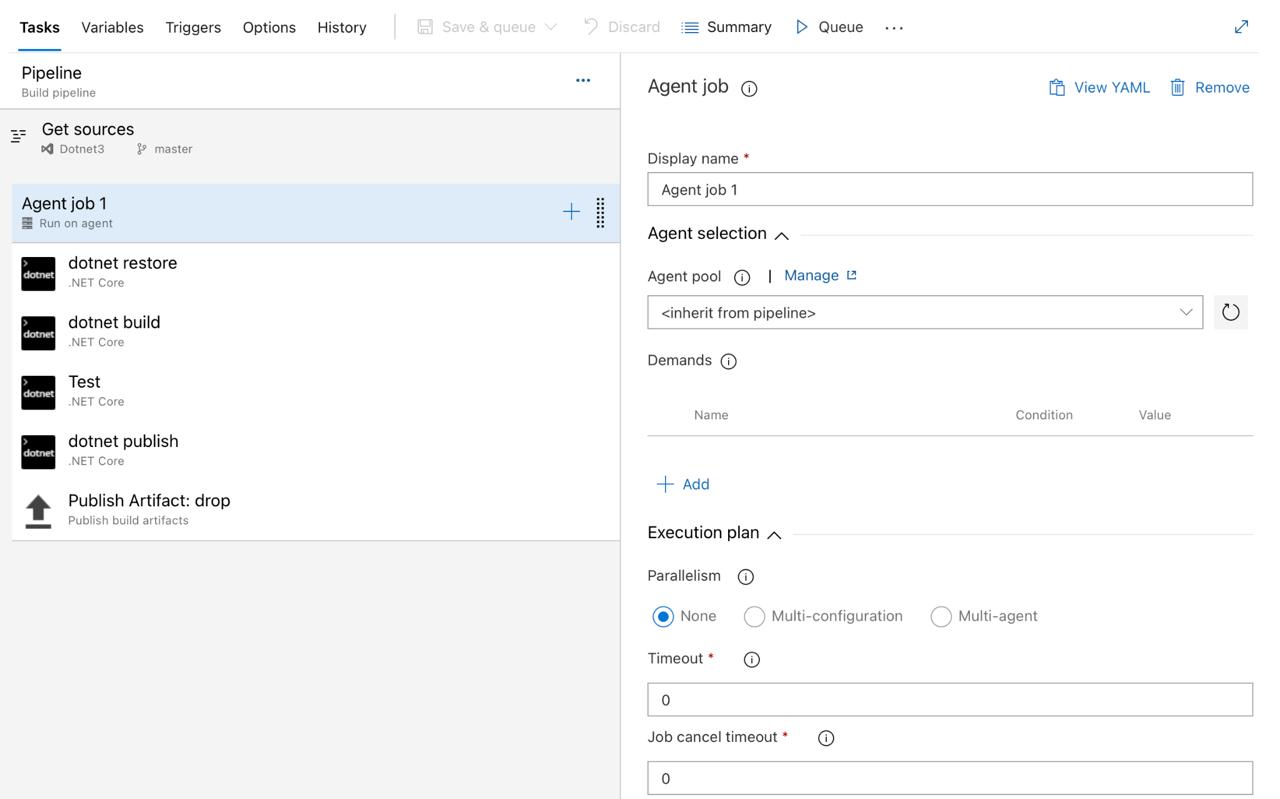 Tasks Variables Triggers Options History Save & queue Discard Summary Queue ...
Pipeline
Build pipeline
Get sources
Dotnet3 master
Agent job 1
Run on agent
dotnet restore
.NET Core
dotnet build
.NET Core
Test
.NET Core
dotnet publish
.NET Core
Publish Artifact: drop
Publish build artifacts
dotnet
dotnet
dotnet
dotnet
Agent job View YAML Remove
Display name *
Agent job 1
Agent selection
Agent pool | Manage
<inherit from pipeline>
Demands
Name Condition Value
Add
Execution plan
Parallelism
None Multi-configuration Multi-agent
Timeout *
0
Job cancel timeout *
0